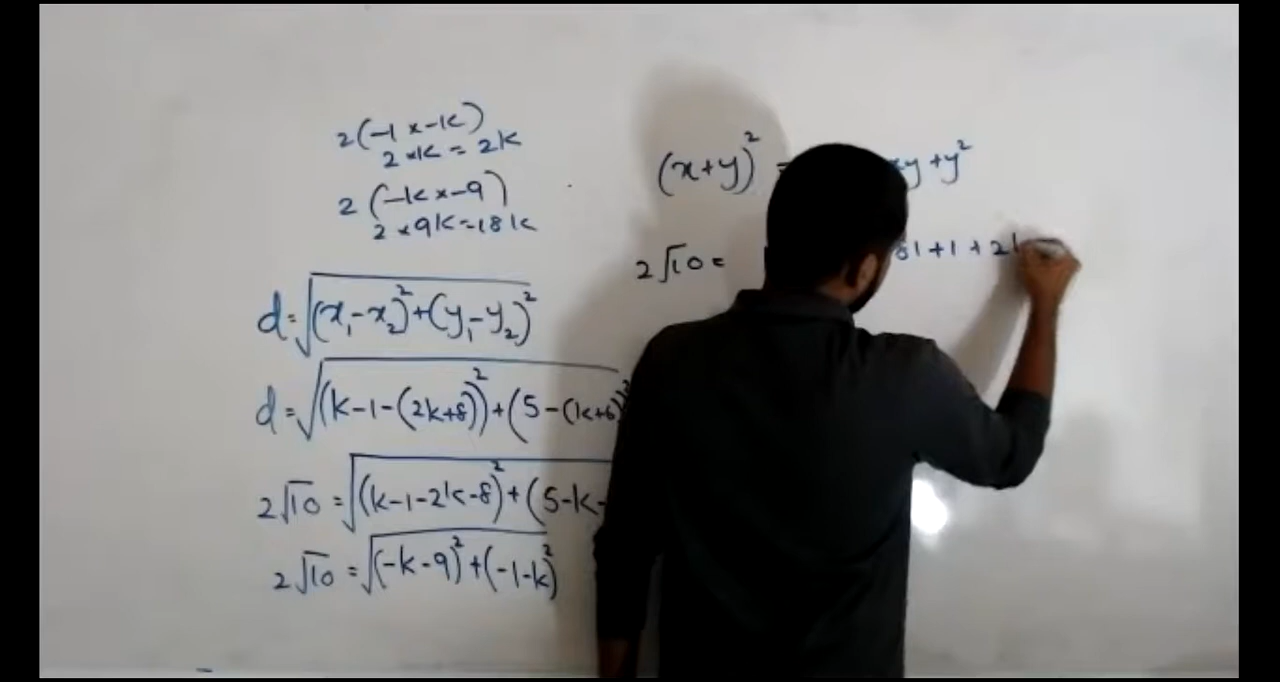 2(-1 × -k)
2×k = 2k
2 (-k × -9)
2 × 9k = 18k
d = √(x₁-x₂)²+(y₁-y₂)²
d = √(k-1-(2k+8))²+(5-(k+6))²
2√10 = √(k-1-2k-8)²+(5-k-
2√10 = √(-k-9)²+(-1-k)²
(x+y)² = xy + y²
2√10 = 81 + 1 + 2k